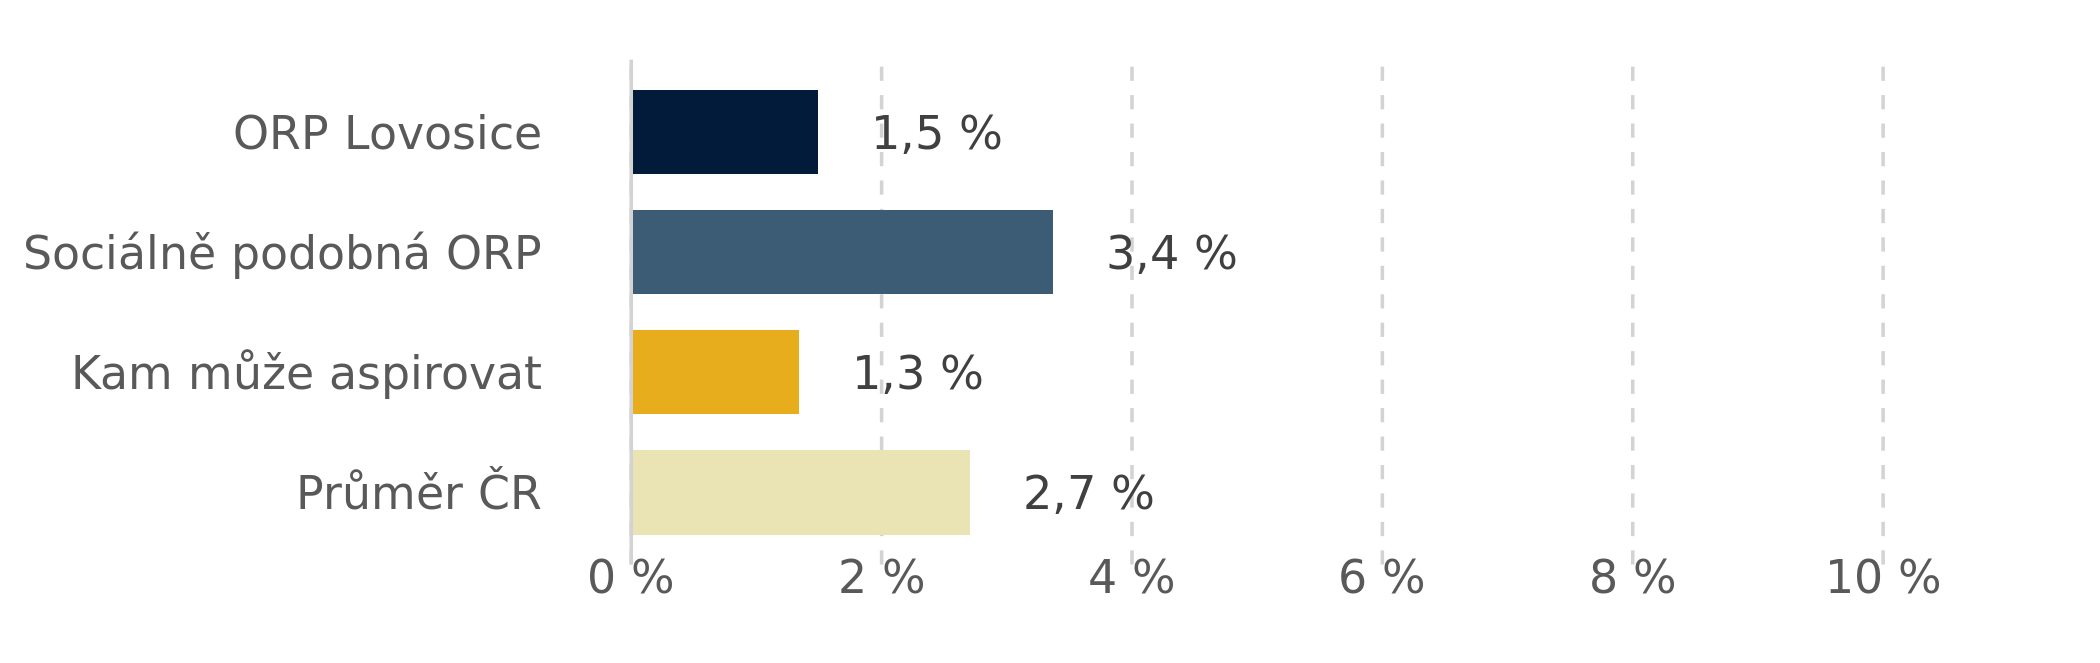 ORP Lovosice
1,5 %
Sociálně podobná ORP
3,4 %
Kam může aspirovat
1,3 %
Průměr ČR
2,7 %
0 % 2 % 4 % 6 % 8 % 10 %